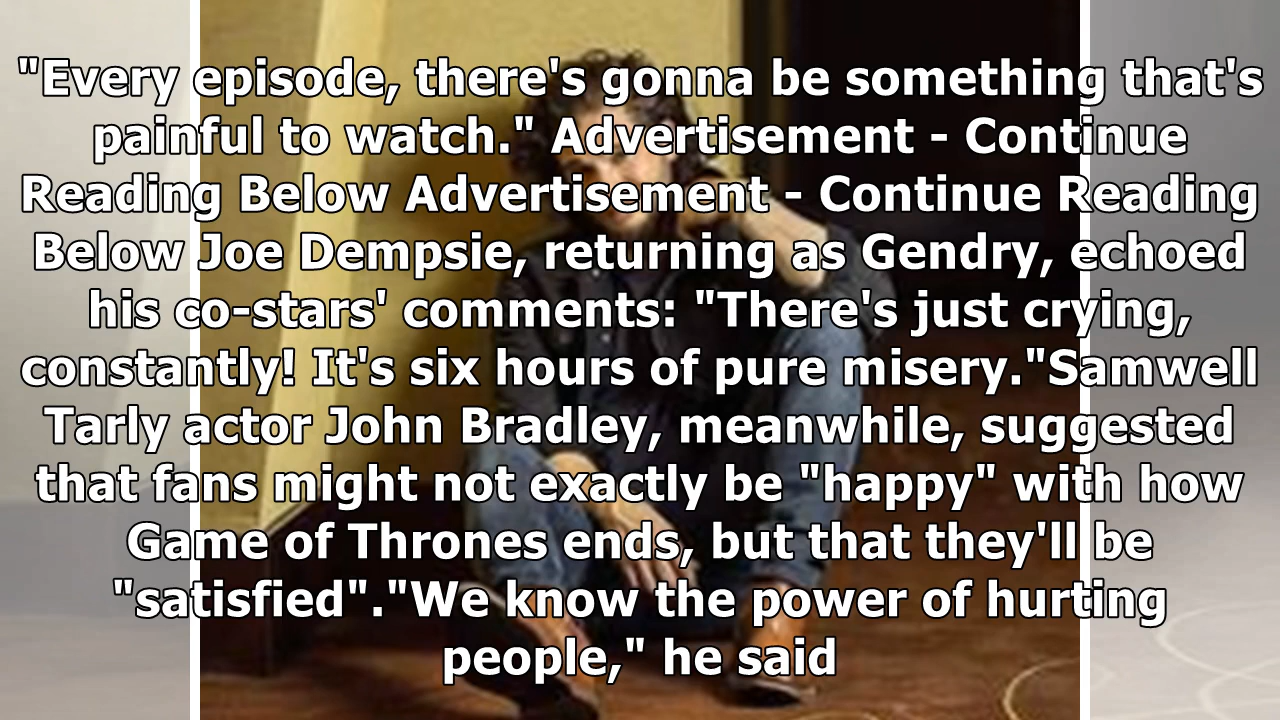 "Every episode, there's gonna be something that's
painful to watch." Advertisement - Continue
Reading Below Advertisement - Continue Reading
Below Joe Dempsie, returning as Gendry, echoed
his co-stars' comments: "There's just crying,
constantly! It's six hours of pure misery."Samwell
Tarly actor John Bradley, meanwhile, suggested
that fans might not exactly be "happy" with how
Game of Thrones ends, but that they'll be
"satisfied"."We know the power of hurting
people," he said